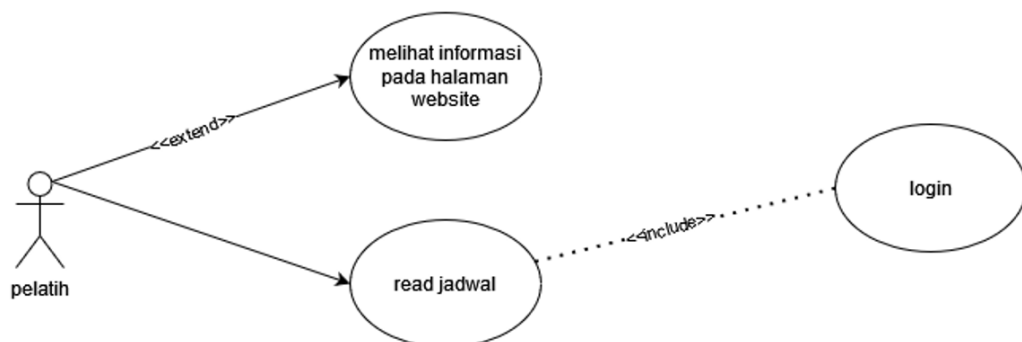 melihat informasi
pada halaman
website
<<extend>>
login
<<include>>
read jadwal
pelatih